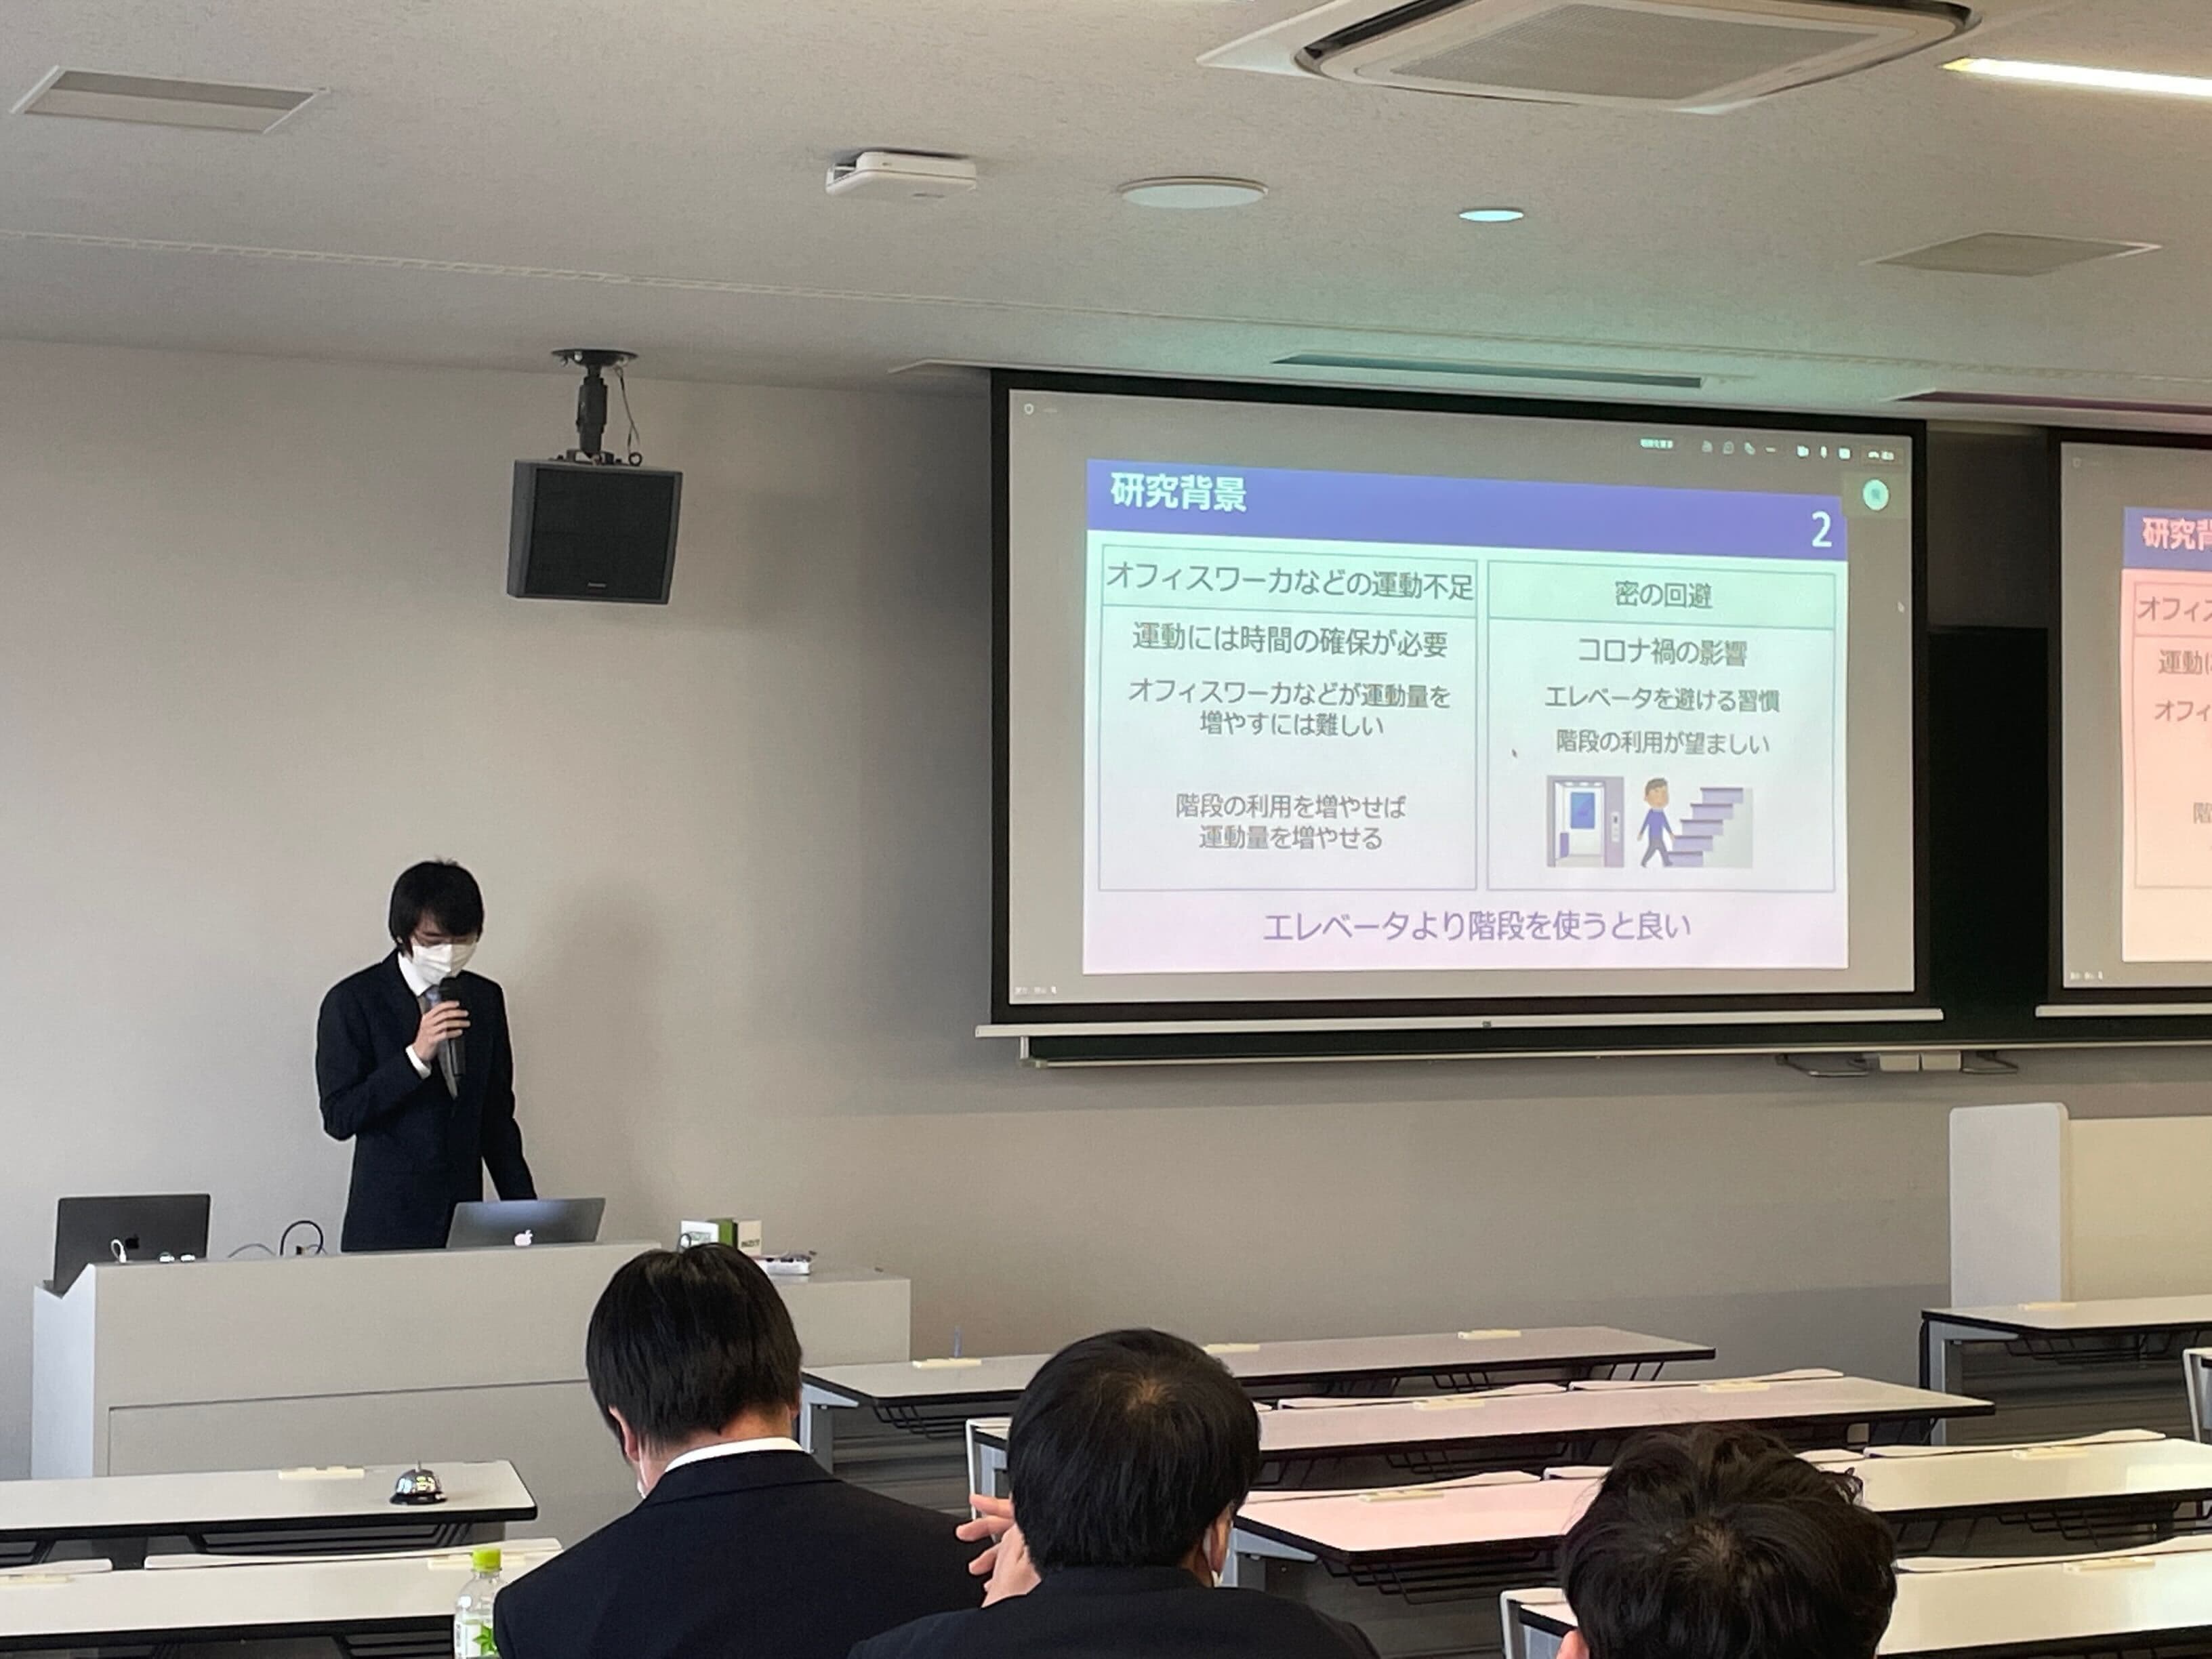 研究背景
2
オフィスワーカなどの運動不足
運動には時間の確保が必要
オフィスワーカなどが運動量を
増やすには難しい
階段の利用を増やせば
運動量を増やせる
密の回避
コロナ禍の影響
エレベータを避ける習慣
階段の利用が望ましい
エレベータより階段を使うと良い
研究背
オフィス
運動に
オフィ
階